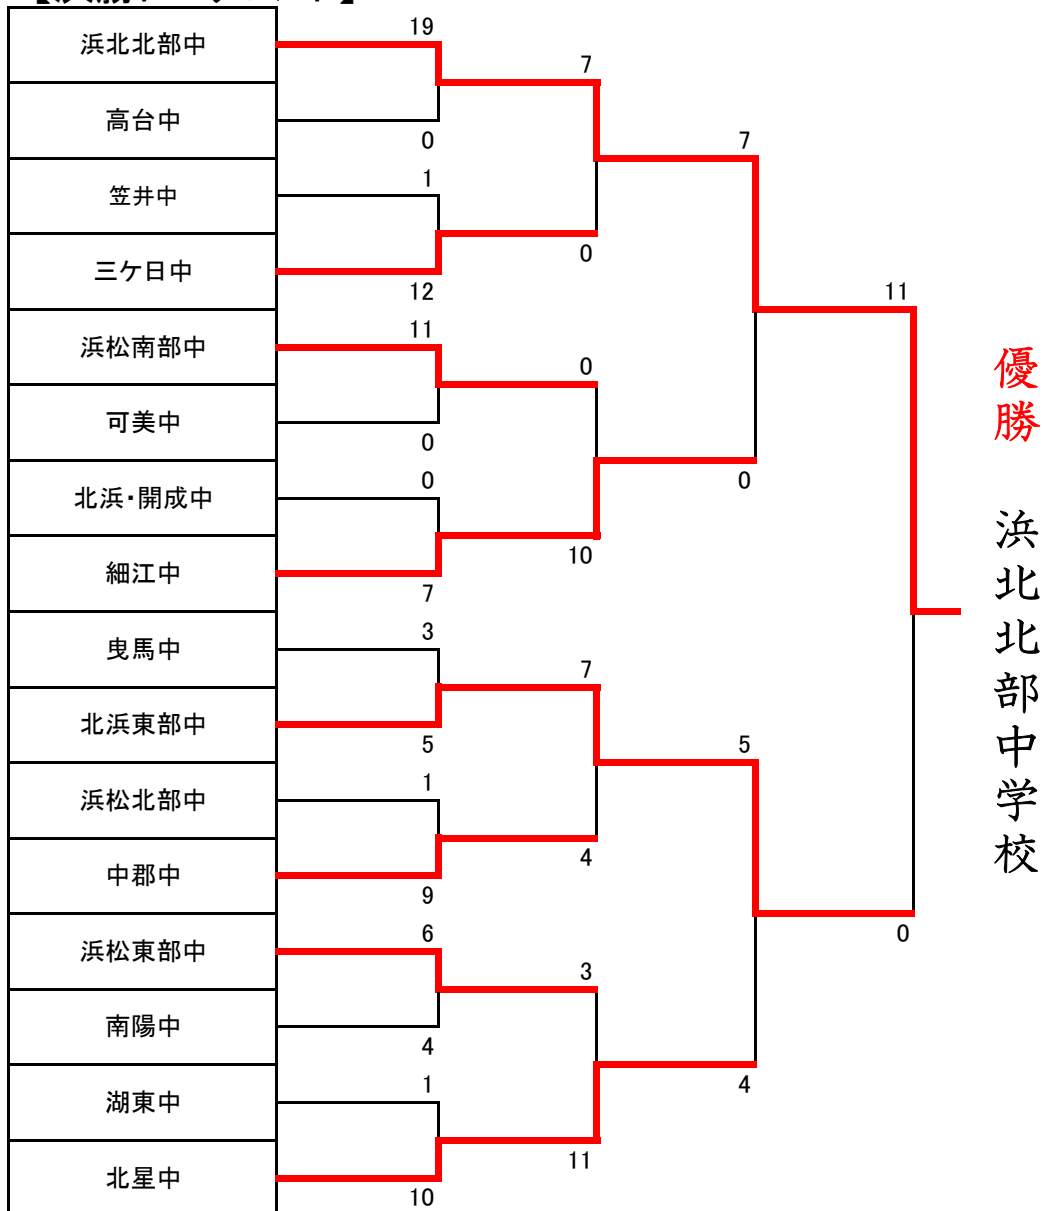 浜北北部中
高台中
笠井中
三ケ日中
浜松南部中
可美中
北浜・開成中
細江中
曳馬中
北浜東部中
浜松北部中
中郡中
浜松東部中
南陽中
湖東中
北星中
19
0
1
12
11
0
0
7
3
5
1
9
6
4
1
10
7
0
0
10
7
4
3
11
7
0
5
4
11
0
優勝 浜北北部中学校